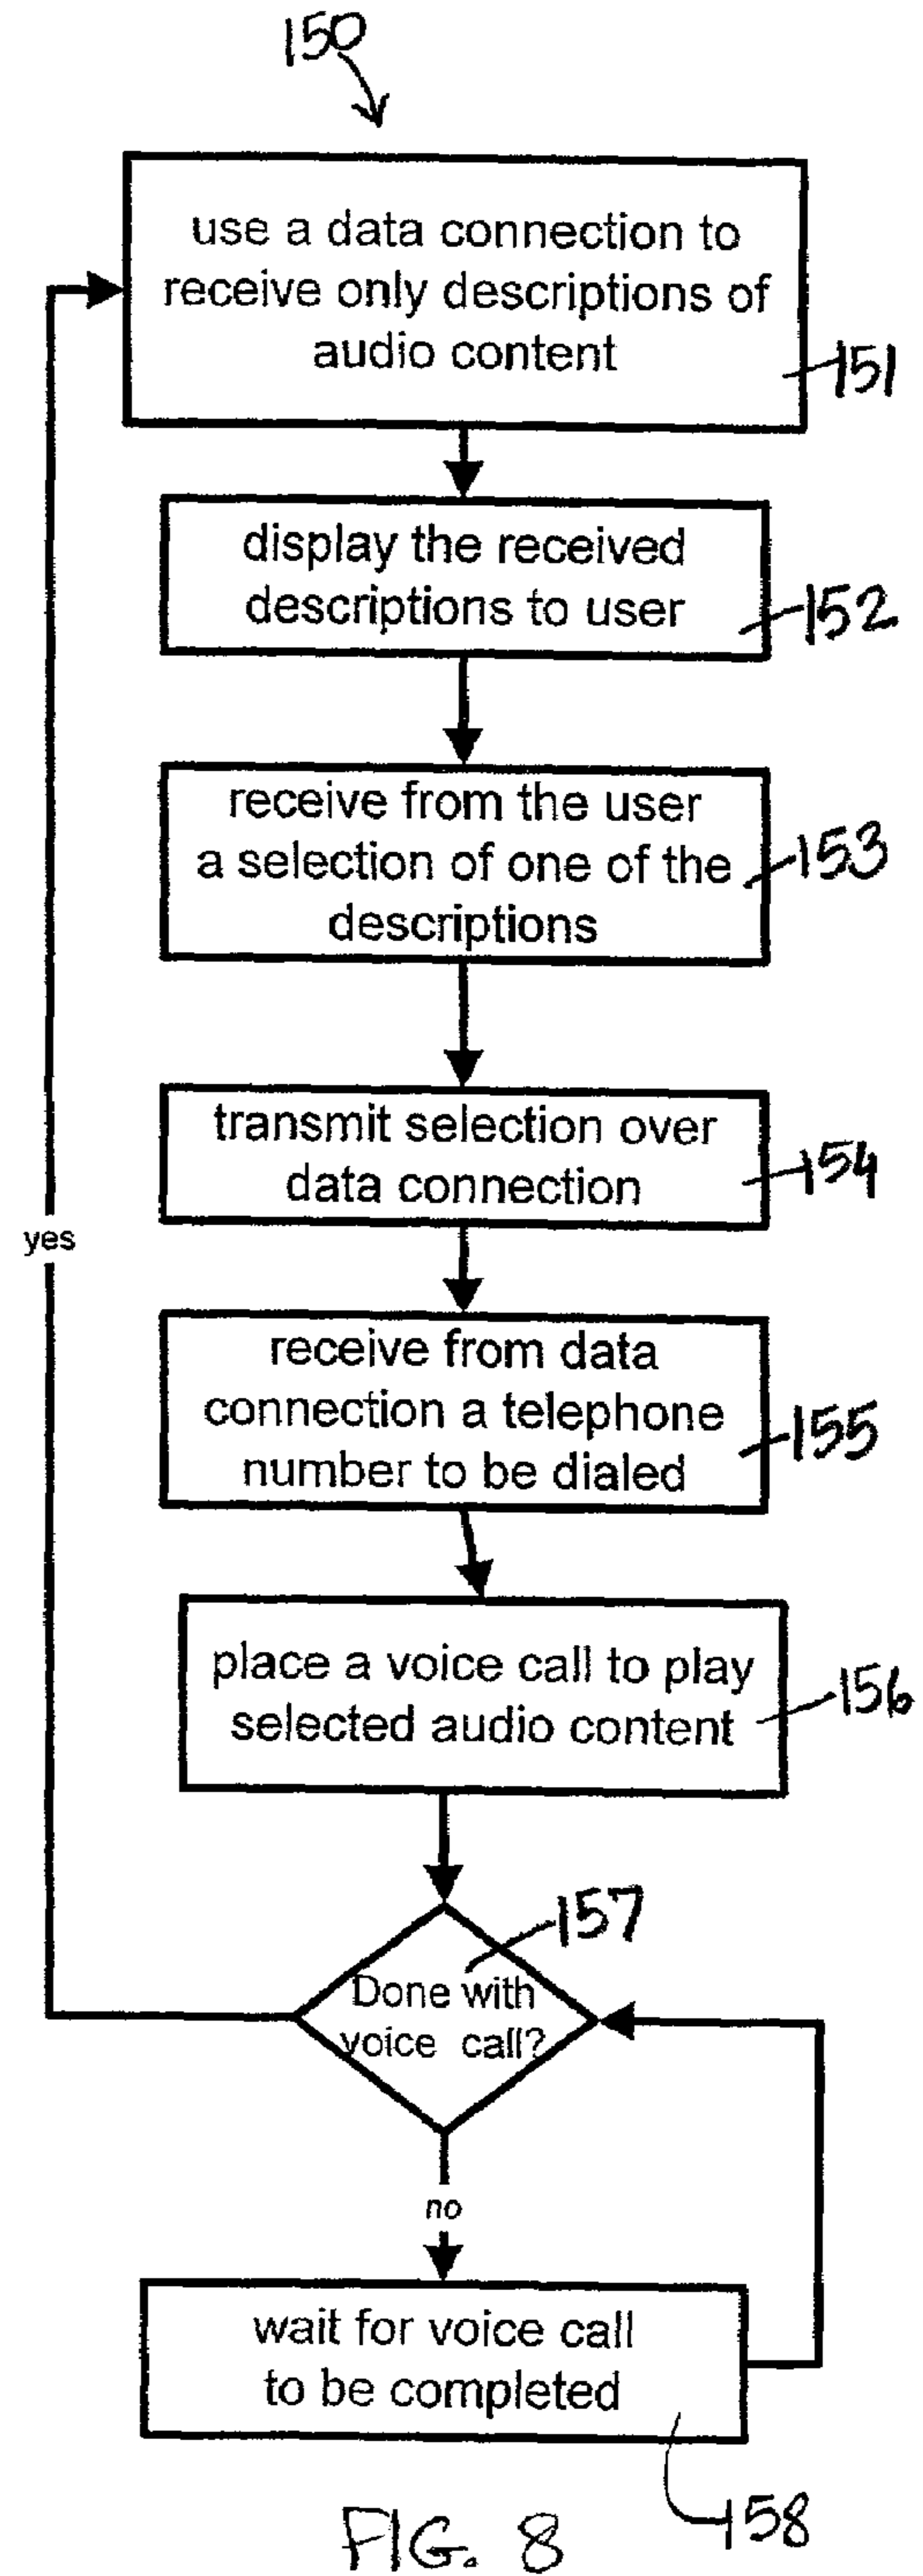 150
use a data connection to
receive only descriptions of
audio content
151
display the received
descriptions to user
152
receive from the user
a selection of one of the
descriptions
153
transmit selection over
data connection
154
yes
receive from data
connection a telephone
number to be dialed
155
place a voice call to play
selected audio content
156
157
Done with
voice call?
no
wait for voice call
to be completed
158
FIG. 8